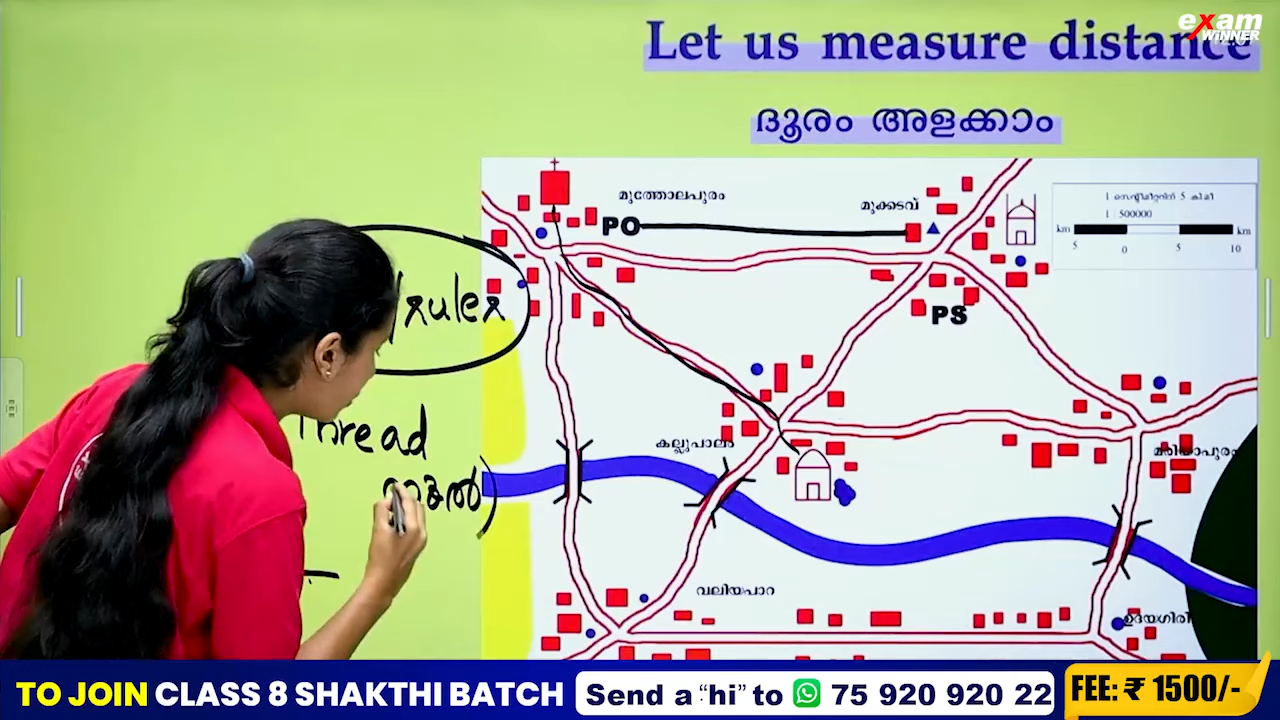 exam
WINNER
Let us measure distance
ദൂരം അളക്കാം
മുത്തോലപുരം
മുക്കടവ്
1 സെന്റീമീറ്ററിന് 5 കി.മീ
1 : 500000
km
km
5 0 5 10
PO
PS
ruler
Thread
കല്ലുപാലം
വലിയപാറ
ഉദയഗിരി
TO JOIN CLASS 8 SHAKTHI BATCH
Send a “hi” to 75 920 920 22
FEE: ₹ 1500/-